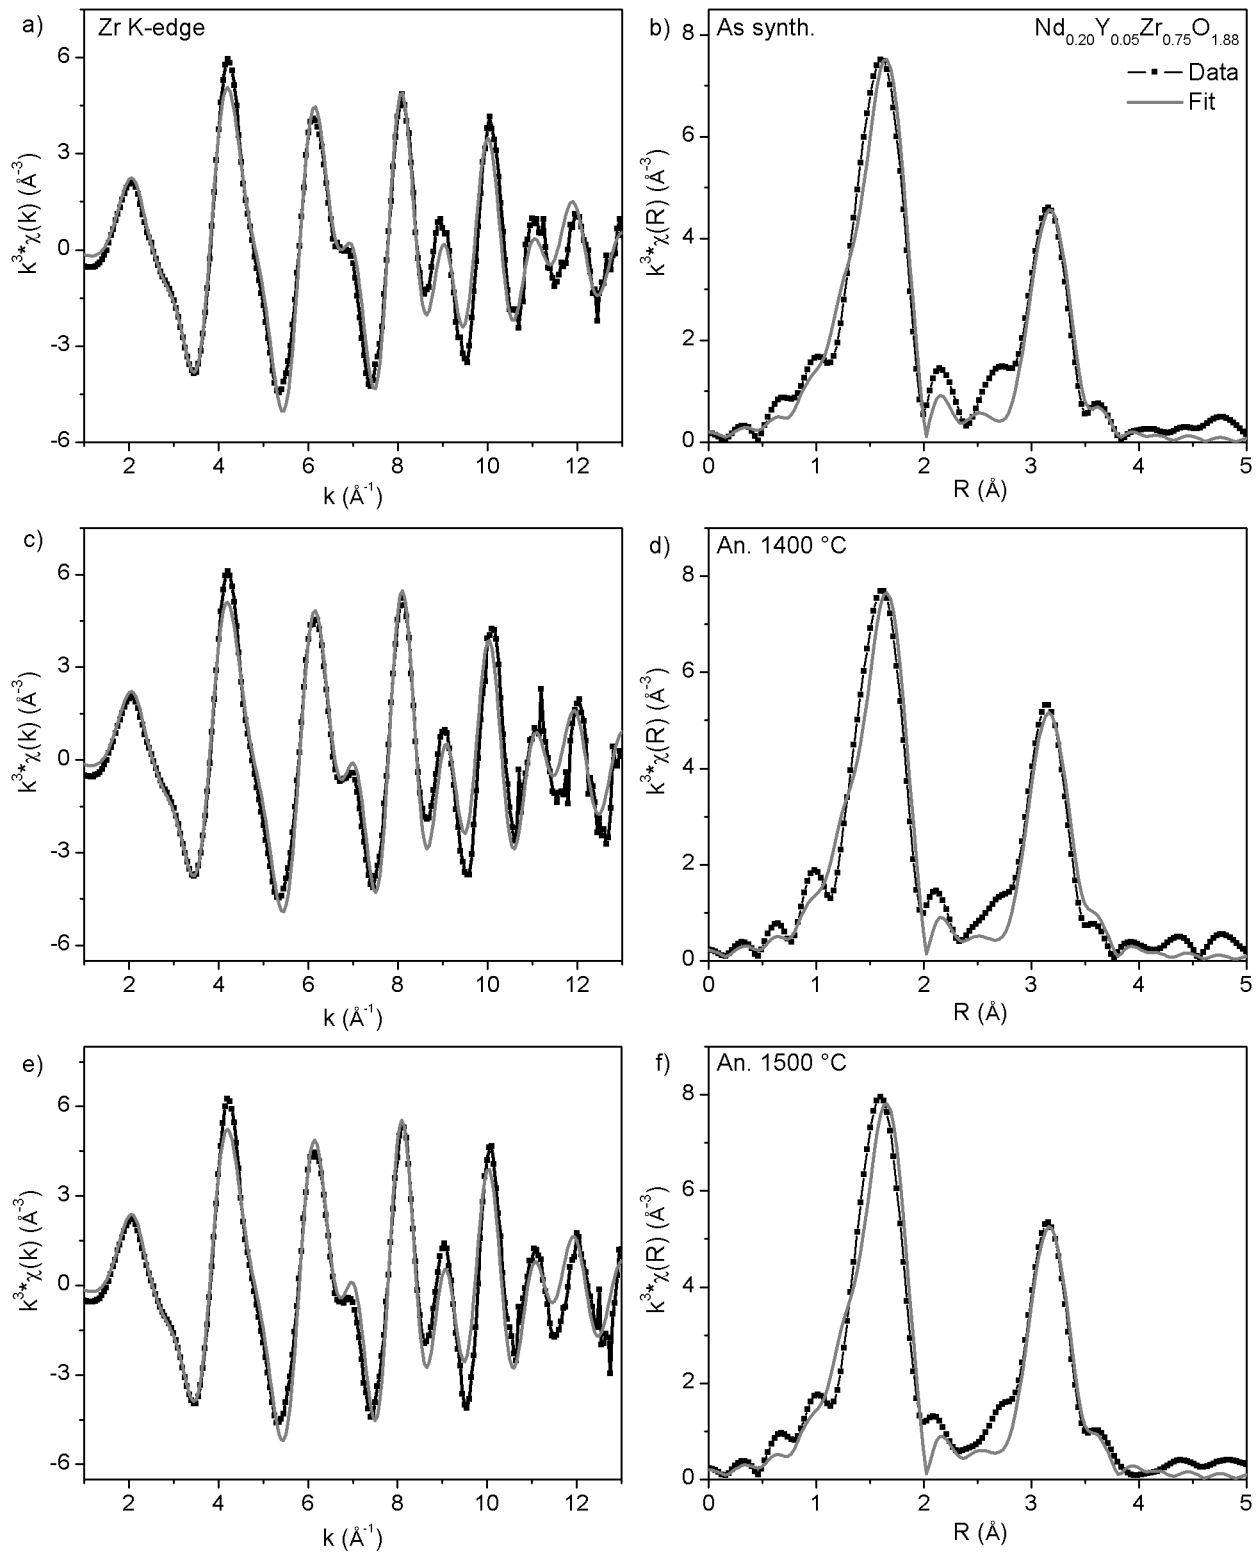 a)
Zr K-edge
6
3
0
-3
-6
k³*χ(k) (Å⁻³)
2 4 6 8 10 12
k (Å⁻¹)
b)
As synth.
Nd₀.₂₀Y₀.₀₅Zr₀.₇₅O₁.₈₈
Data
Fit
8
6
4
2
0
k³*χ(R) (Å⁻³)
0 1 2 3 4 5
R (Å)
c)
6
3
0
-3
-6
k³*χ(k) (Å⁻³)
2 4 6 8 10 12
k (Å⁻¹)
d)
An. 1400 °C
8
6
4
2
0
k³*χ(R) (Å⁻³)
0 1 2 3 4 5
R (Å)
e)
6
3
0
-3
-6
k³*χ(k) (Å⁻³)
2 4 6 8 10 12
k (Å⁻¹)
f)
An. 1500 °C
8
6
4
2
0
k³*χ(R) (Å⁻³)
0 1 2 3 4 5
R (Å)